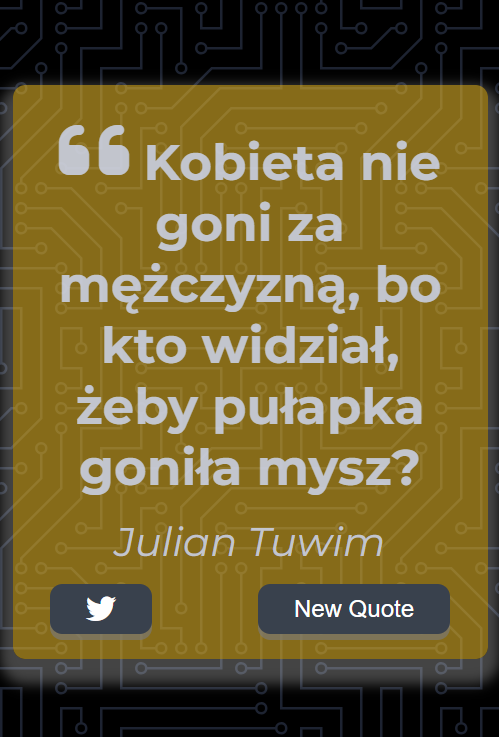 ❝ Kobieta nie
goni za
mężczyzną, bo
kto widział,
żeby pułapka
goniła mysz?
Julian Tuwim
New Quote